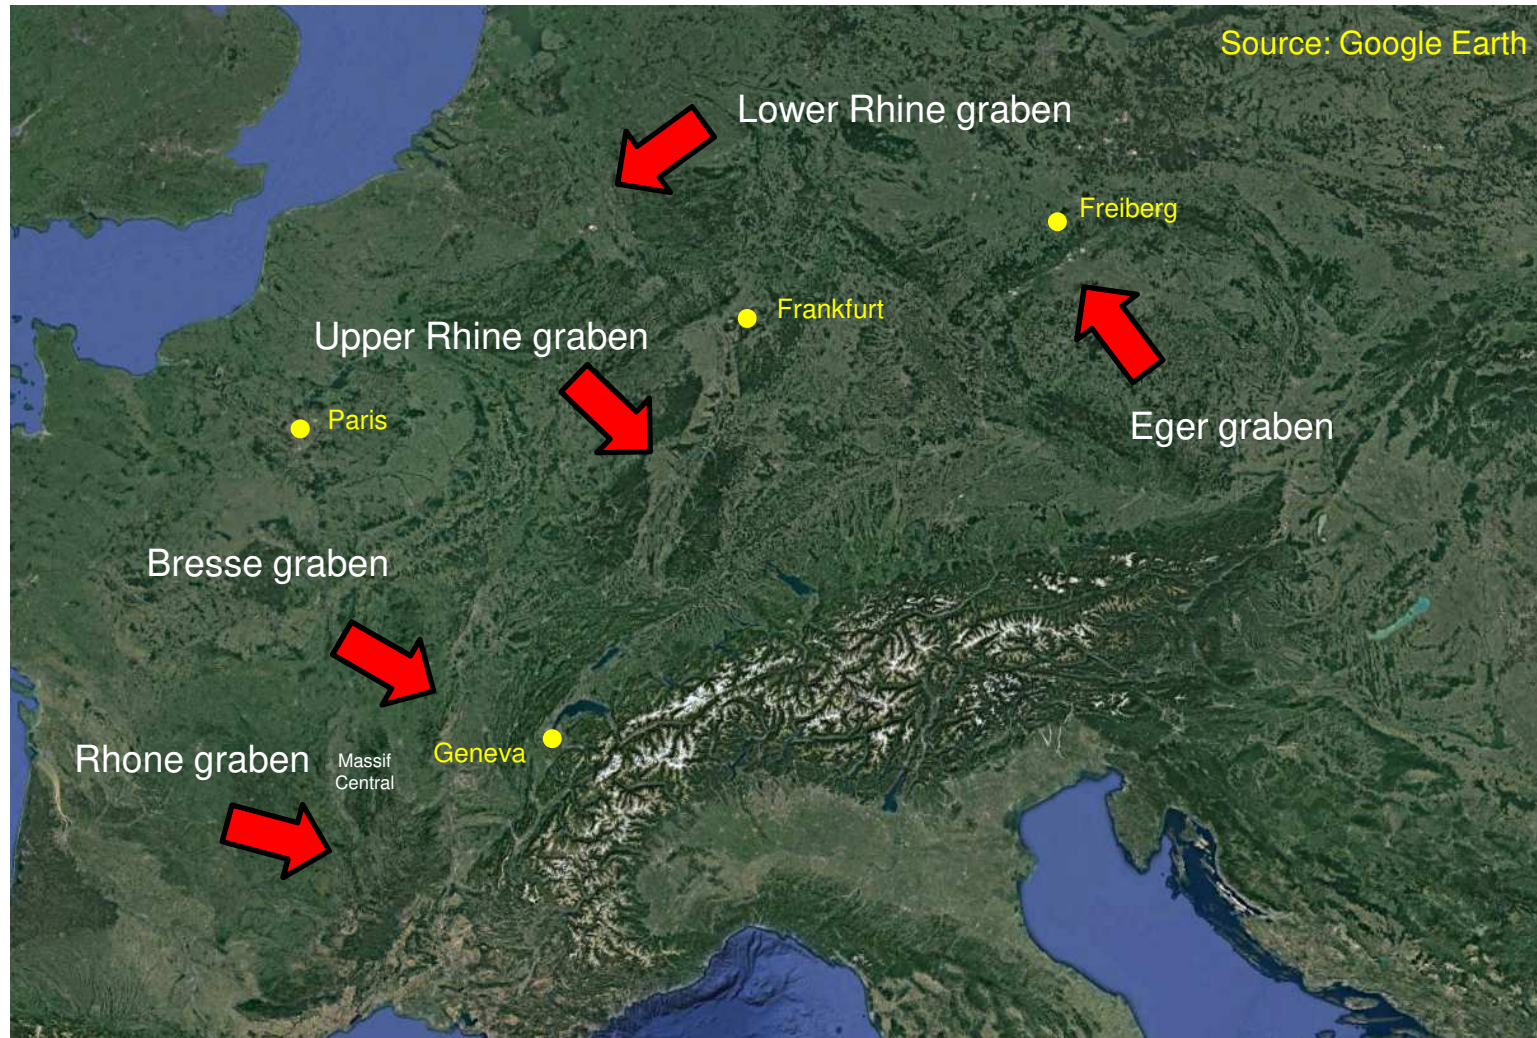 Source: Google Earth
Lower Rhine graben
Freiberg
Frankfurt
Upper Rhine graben
Paris
Eger graben
Bresse graben
Geneva
Rhone graben
Massif
Central